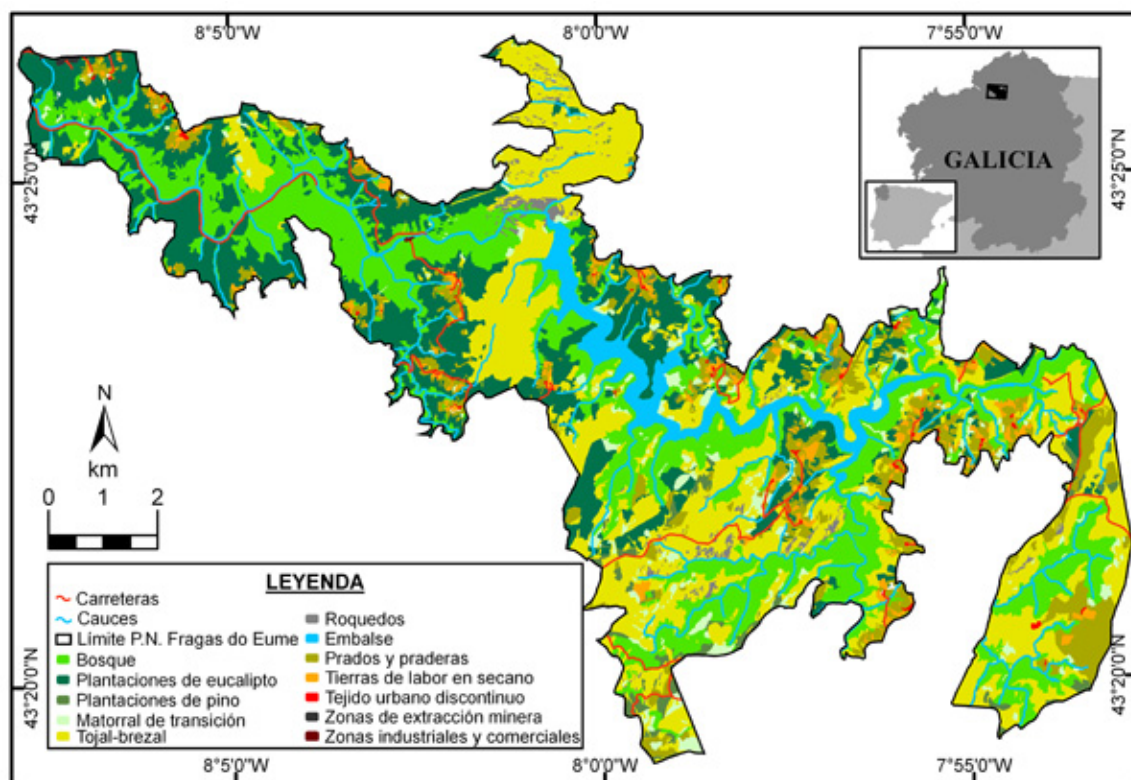 8°5'0"W 8°0'0"W 7°55'0"W
43°25'0"N
43°25'0"N
GALICIA
N
km
0 1 2
LEYENDA
Carreteras
Cauces
Límite P.N. Fragas do Eume
Bosque
Plantaciones de eucalipto
Plantaciones de pino
Matorral de transición
Tojal-brezal
Roquedos
Embalse
Prados y praderas
Tierras de labor en secano
Tejido urbano discontinuo
Zonas de extracción minera
Zonas industriales y comerciales
43°20'0"N
43°20'0"N
8°5'0"W 8°0'0"W 7°55'0"W